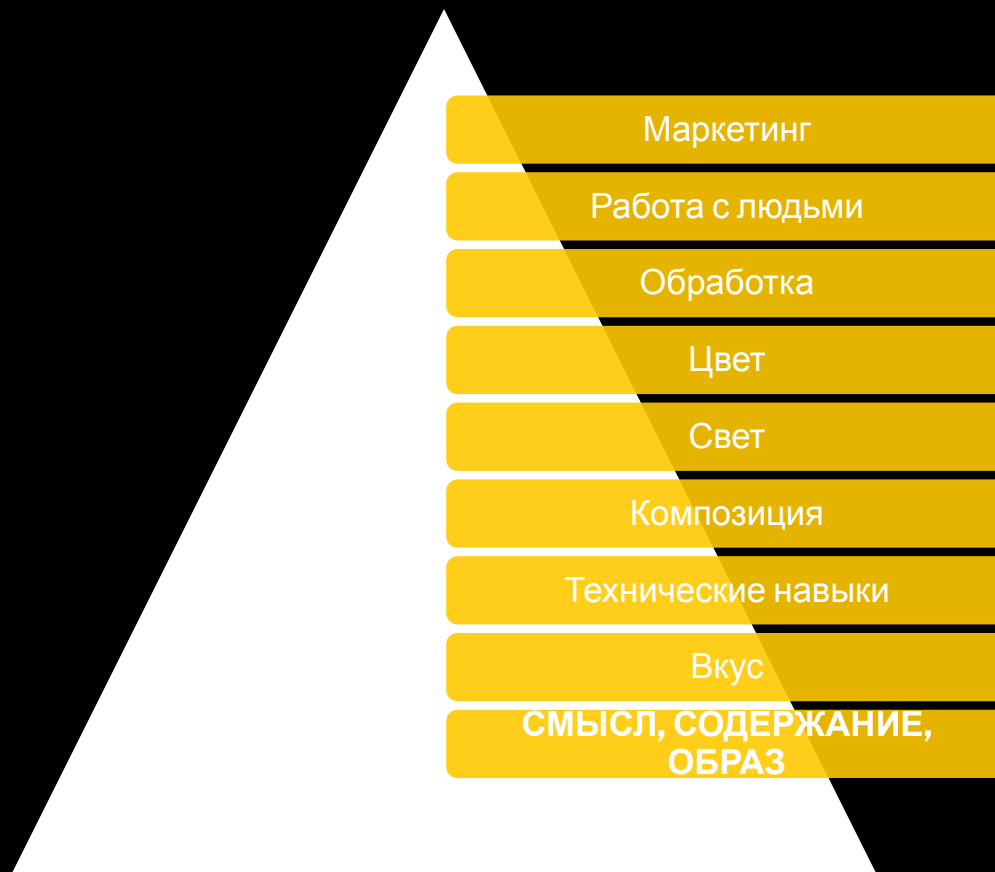 Маркетинг
Работа с людьми
Обработка
Цвет
Свет
Композиция
Технические навыки
Вкус
СМЫСЛ, СОДЕРЖАНИЕ,
ОБРАЗ